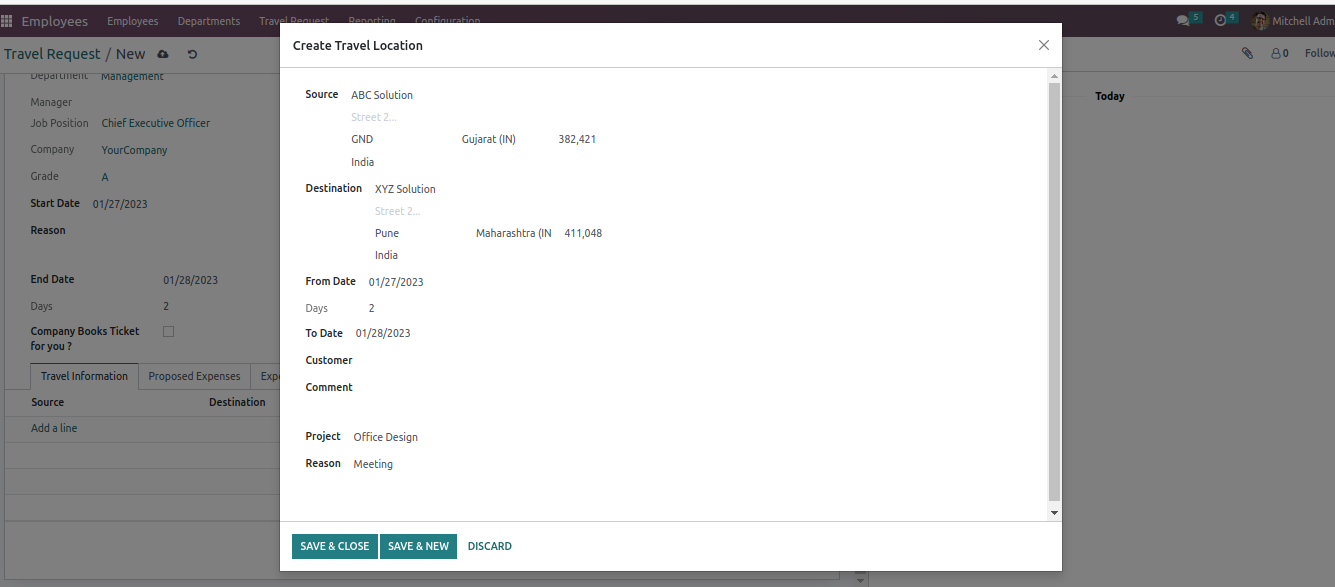 Employees Employees Departments Travel Request Reporting Configuration 5 4 Mitchell Adm
Travel Request / New 0 Follow
Department Management
Manager
Job Position Chief Executive Officer
Company YourCompany
Grade A
Start Date 01/27/2023
Reason
End Date 01/28/2023
Days 2
Company Books Ticket
for you ?
Travel Information Proposed Expenses Expe
Source Destination
Add a line
Create Travel Location
Source ABC Solution
Street 2...
GND Gujarat (IN) 382,421
India
Destination XYZ Solution
Street 2...
Pune Maharashtra (IN 411,048
India
From Date 01/27/2023
Days 2
To Date 01/28/2023
Customer
Comment
Project Office Design
Reason Meeting
SAVE & CLOSE SAVE & NEW DISCARD
Today